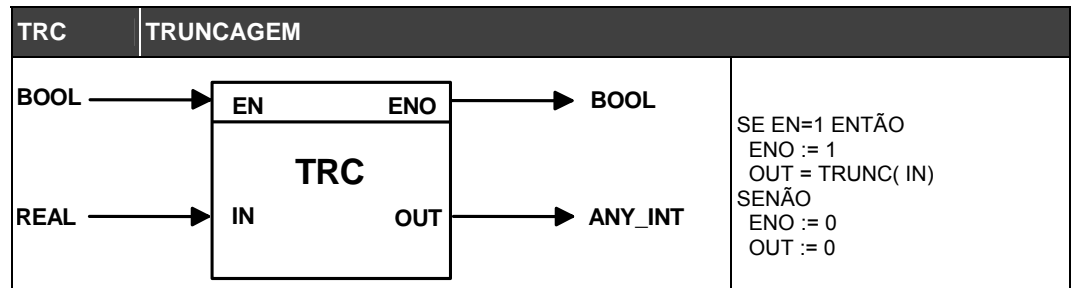 TRC TRUNCAGEM
BOOL EN ENO BOOL
TRC
REAL IN OUT ANY_INT
SE EN=1 ENTÃO
ENO := 1
OUT = TRUNC( IN)
SENÃO
ENO := 0
OUT := 0